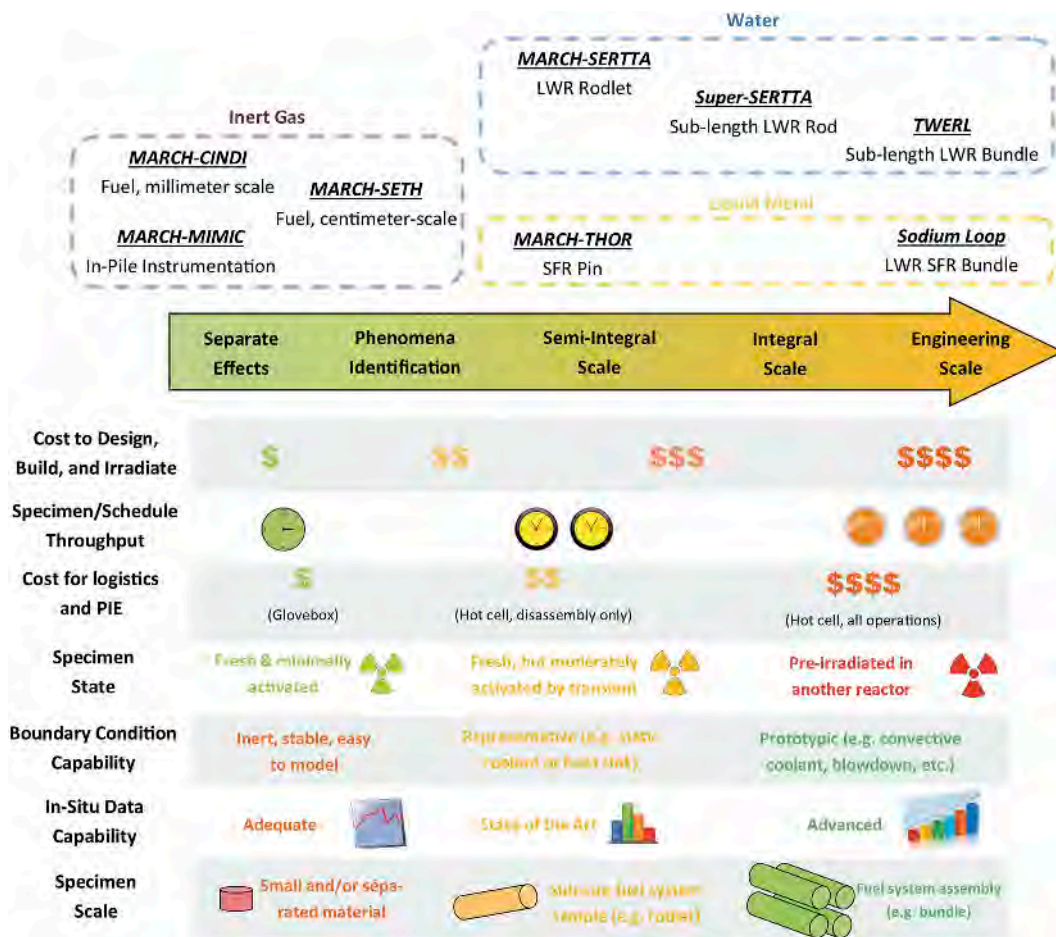 Water
MARCH-SERTTA
LWR Rodlet
Super-SERTTA
Sub-length LWR Rod
TWERL
Sub-length LWR Bundle
Inert Gas
MARCH-CINDI
Fuel, millimeter scale
MARCH-SETH
Fuel, centimeter-scale
MARCH-MIMIC
In-Pile Instrumentation
Liquid Metal
MARCH-THOR
SFR Pin
Sodium Loop
LWR SFR Bundle
Separate
Effects
Phenomena
Identification
Semi-Integral
Scale
Integral
Scale
Engineering
Scale
Cost to Design,
Build, and Irradiate
$
$$
$$$
$$$$
Specimen/Schedule
Throughput
Cost for logistics
and PIE
$
(Glovebox)
$$
(Hot cell, disassembly only)
$$$$
(Hot cell, all operations)
Specimen
State
Fresh & minimally
activated
Fresh, but moderately
activated by transient
Pre-irradiated in
another reactor
Boundary Condition
Capability
Inert, stable, easy
to model
Representative (e.g. static
coolant or heat sink)
Prototypic (e.g. convective
coolant, blowdown, etc.)
In-Situ Data
Capability
Adequate
State of the Art
Advanced
Specimen
Scale
Small and/or sepa-
rated material
fuel system
sample (e.g. rodlet)
Fuel system assembly
(e.g. bundle)